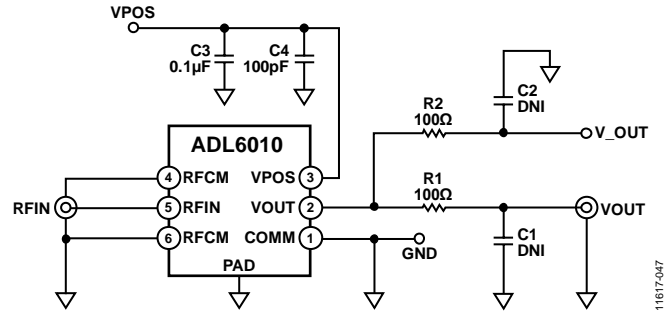 VPOS
C3
0.1µF
C4
100pF
C2
DNI
R2
100Ω
V_OUT
ADL6010
4
RFCM
VPOS
3
R1
100Ω
RFIN
5
RFIN
VOUT
2
VOUT
6
RFCM
COMM
1
GND
C1
DNI
PAD
11617-047